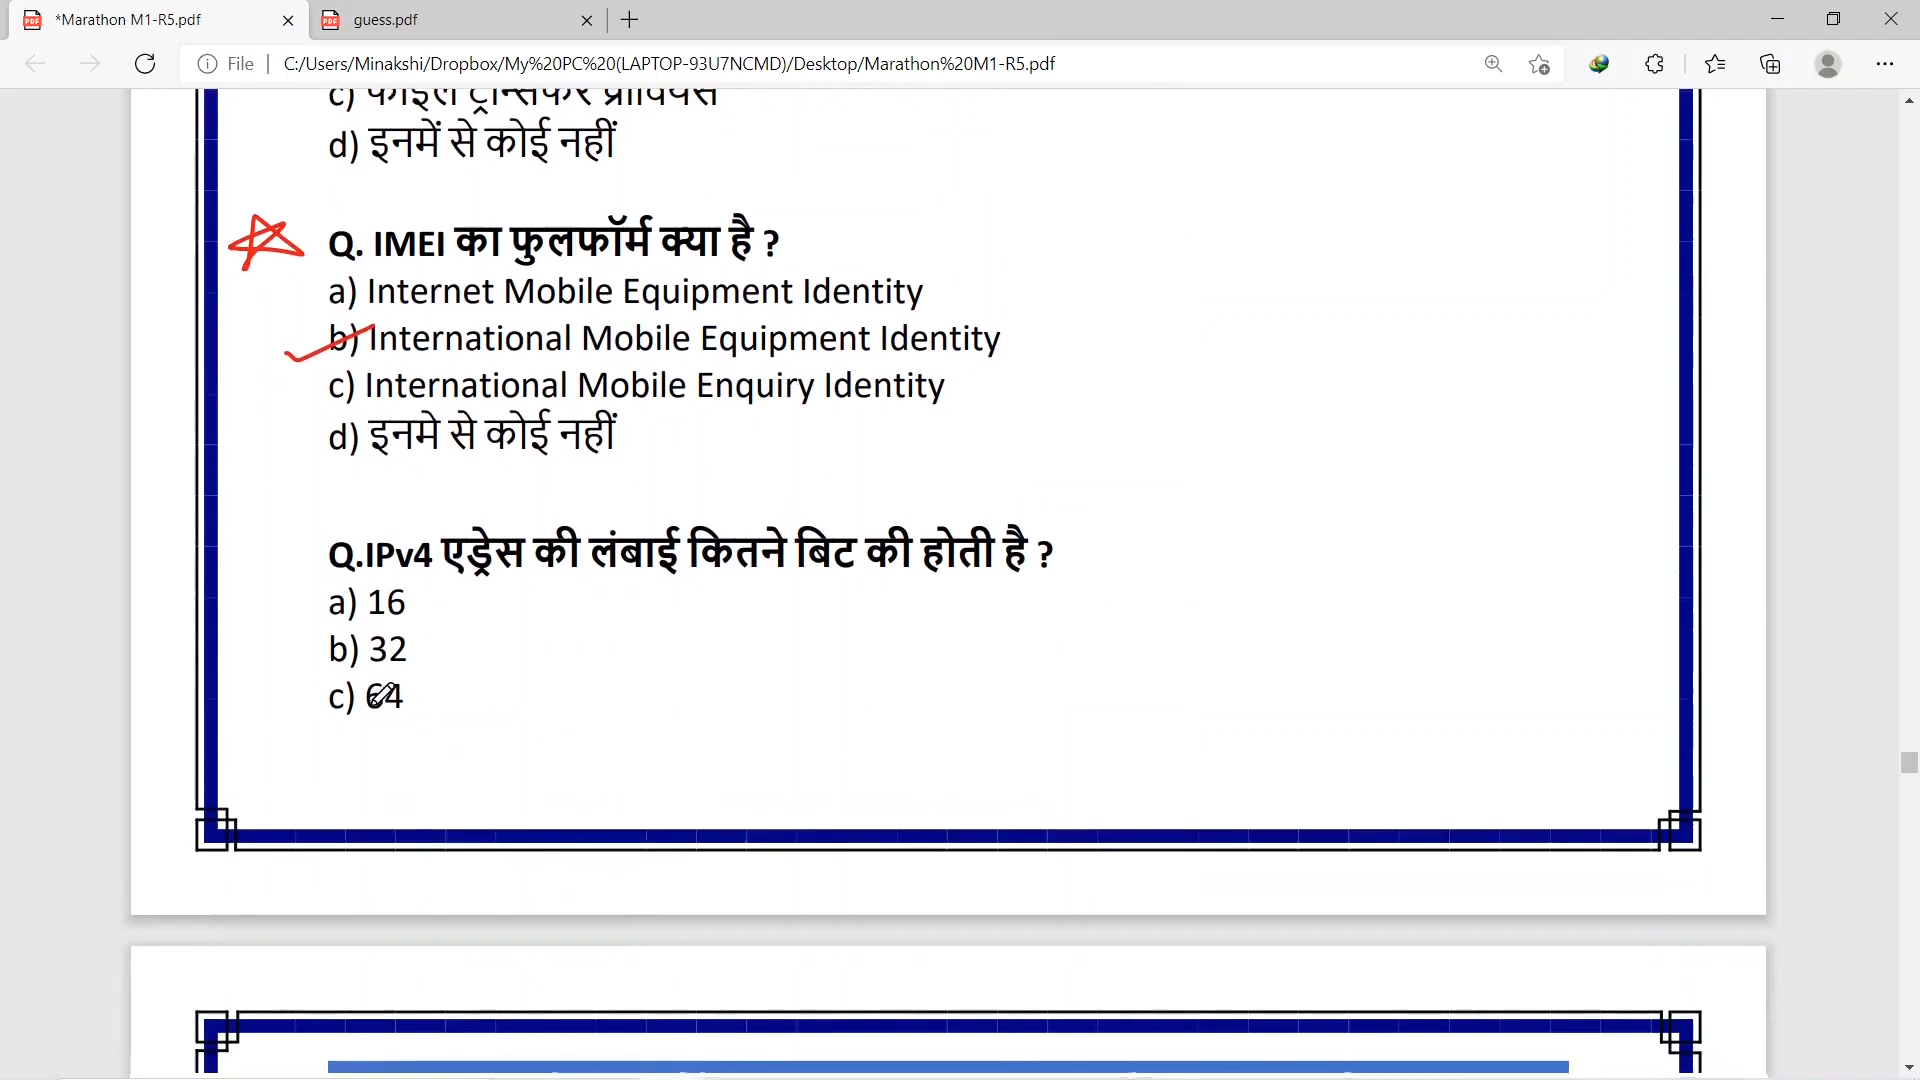 *Marathon M1-R5.pdf
guess.pdf
File
C:/Users/Minakshi/Dropbox/My%20PC%20(LAPTOP-93U7NCMD)/Desktop/Marathon%20M1-R5.pdf
c) फाइल ट्रान्सफर
d) इनमें से कोई नहीं
Q. IMEI का फुलफॉर्म क्या है ?
a) Internet Mobile Equipment Identity
b) International Mobile Equipment Identity
c) International Mobile Enquiry Identity
d) इनमे से कोई नहीं
Q.IPv4 एड्रेस की लंबाई कितने बिट की होती है ?
a) 16
b) 32
c) 64